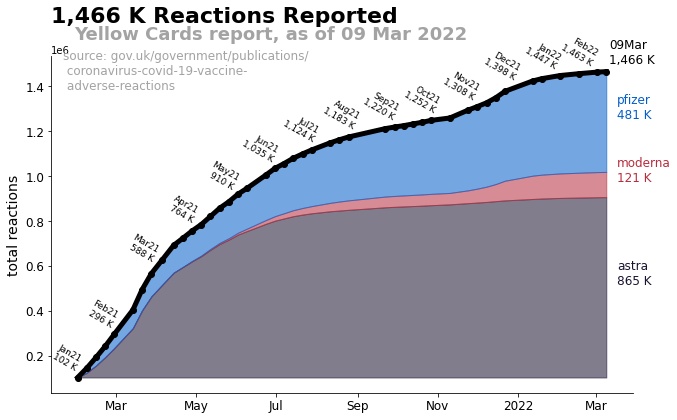 1,466 K Reactions Reported
Yellow Cards report, as of 09 Mar 2022
1e6
source: gov.uk/government/publications/
coronavirus-covid-19-vaccine-
adverse-reactions
total reactions
1.4
1.2
1.0
0.8
0.6
0.4
0.2
Jan21
102 K
Feb21
296 K
Mar21
588 K
Apr21
764 K
May21
910 K
Jun21
1,035 K
Jul21
1,124 K
Aug21
1,183 K
Sep21
1,220 K
Oct21
1,252 K
Nov21
1,308 K
Dec21
1,398 K
Jan22
1,447 K
Feb22
1,463 K
09Mar
1,466 K
pfizer
481 K
moderna
121 K
astra
865 K
Mar
May
Jul
Sep
Nov
2022
Mar